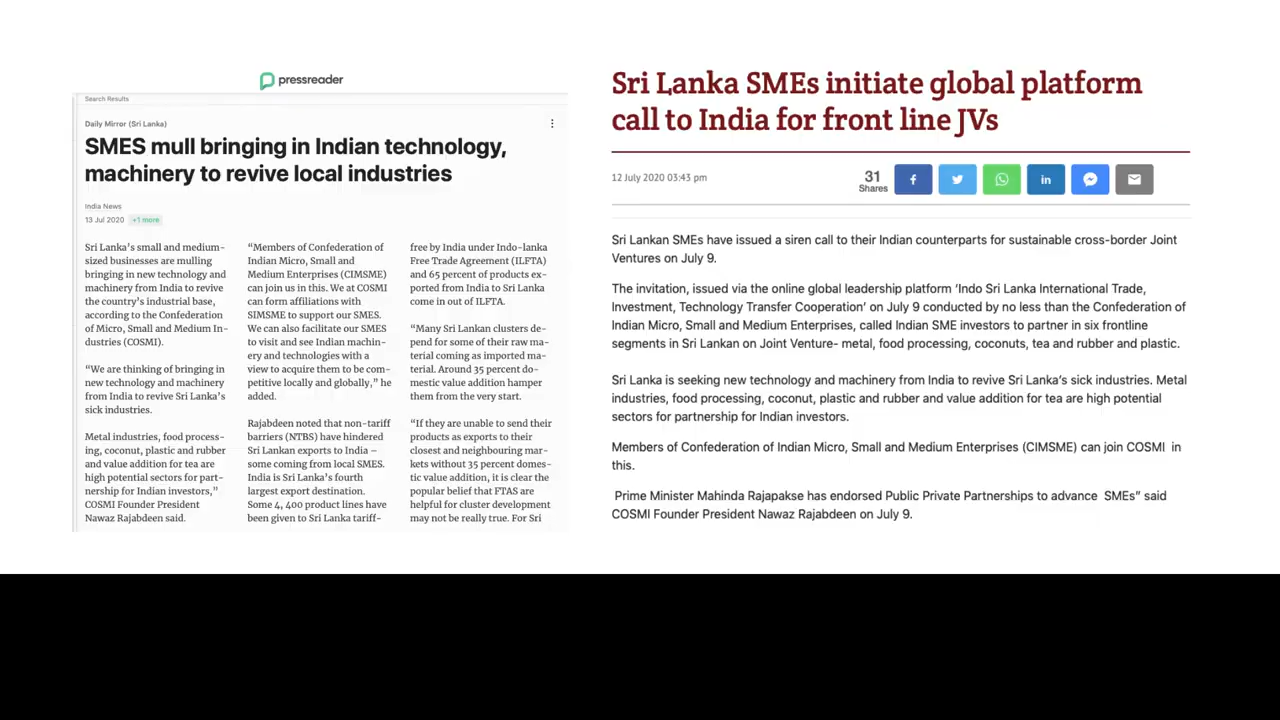 pressreader
Search Results
Daily Mirror (Sri Lanka)
SMES mull bringing in Indian technology,
machinery to revive local industries
India News
13 Jul 2020 +1 more
Sri Lanka’s small and medium-
sized businesses are mulling
bringing in new technology and
machinery from India to revive
the country’s industrial base,
according to the Confederation
of Micro, Small and Medium In-
dustries (COSMI).
“We are thinking of bringing in
new technology and machinery
from India to revive Sri Lanka’s
sick industries.
Metal industries, food process-
ing, coconut, plastic and rubber
and value addition for tea are
high potential sectors for part-
nership for Indian investors,”
COSMI Founder President
Nawaz Rajabdeen said.
“Members of Confederation of
Indian Micro, Small and
Medium Enterprises (CIMSME)
can join us in this. We at COSMI
can form affiliations with
SIMSME to support our SMES.
We can also facilitate our SMES
to visit and see Indian machin-
ery and technologies with a
view to acquire them to be com-
petitive locally and globally,” he
added.
Rajabdeen noted that non-tariff
barriers (NTBS) have hindered
Sri Lankan exports to India –
some coming from local SMES.
India is Sri Lanka’s fourth
largest export destination.
Some 4, 400 product lines have
been given to Sri Lanka tariff-
free by India under Indo-lanka
Free Trade Agreement (ILFTA)
and 65 percent of products ex-
ported from India to Sri Lanka
come in out of ILFTA.
“Many Sri Lankan clusters de-
pend for some of their raw ma-
terial coming as imported ma-
terial. Around 35 percent do-
mestic value addition hamper
them from the very start.
“If they are unable to send their
products as exports to their
closest and neighbouring mar-
kets without 35 percent domes-
tic value addition, it is clear the
popular belief that FTAS are
helpful for cluster development
may not be really true. For Sri
Sri Lanka SMEs initiate global platform
call to India for front line JVs
12 July 2020 03:43 pm
31
Shares
Sri Lankan SMEs have issued a siren call to their Indian counterparts for sustainable cross-border Joint
Ventures on July 9.
The invitation, issued via the online global leadership platform ‘Indo Sri Lanka International Trade,
Investment, Technology Transfer Cooperation’ on July 9 conducted by no less than the Confederation of
Indian Micro, Small and Medium Enterprises, called Indian SME investors to partner in six frontline
segments in Sri Lankan on Joint Venture- metal, food processing, coconuts, tea and rubber and plastic.
Sri Lanka is seeking new technology and machinery from India to revive Sri Lanka’s sick industries. Metal
industries, food processing, coconut, plastic and rubber and value addition for tea are high potential
sectors for partnership for Indian investors.
Members of Confederation of Indian Micro, Small and Medium Enterprises (CIMSME) can join COSMI in
this.
Prime Minister Mahinda Rajapakse has endorsed Public Private Partnerships to advance SMEs” said
COSMI Founder President Nawaz Rajabdeen on July 9.